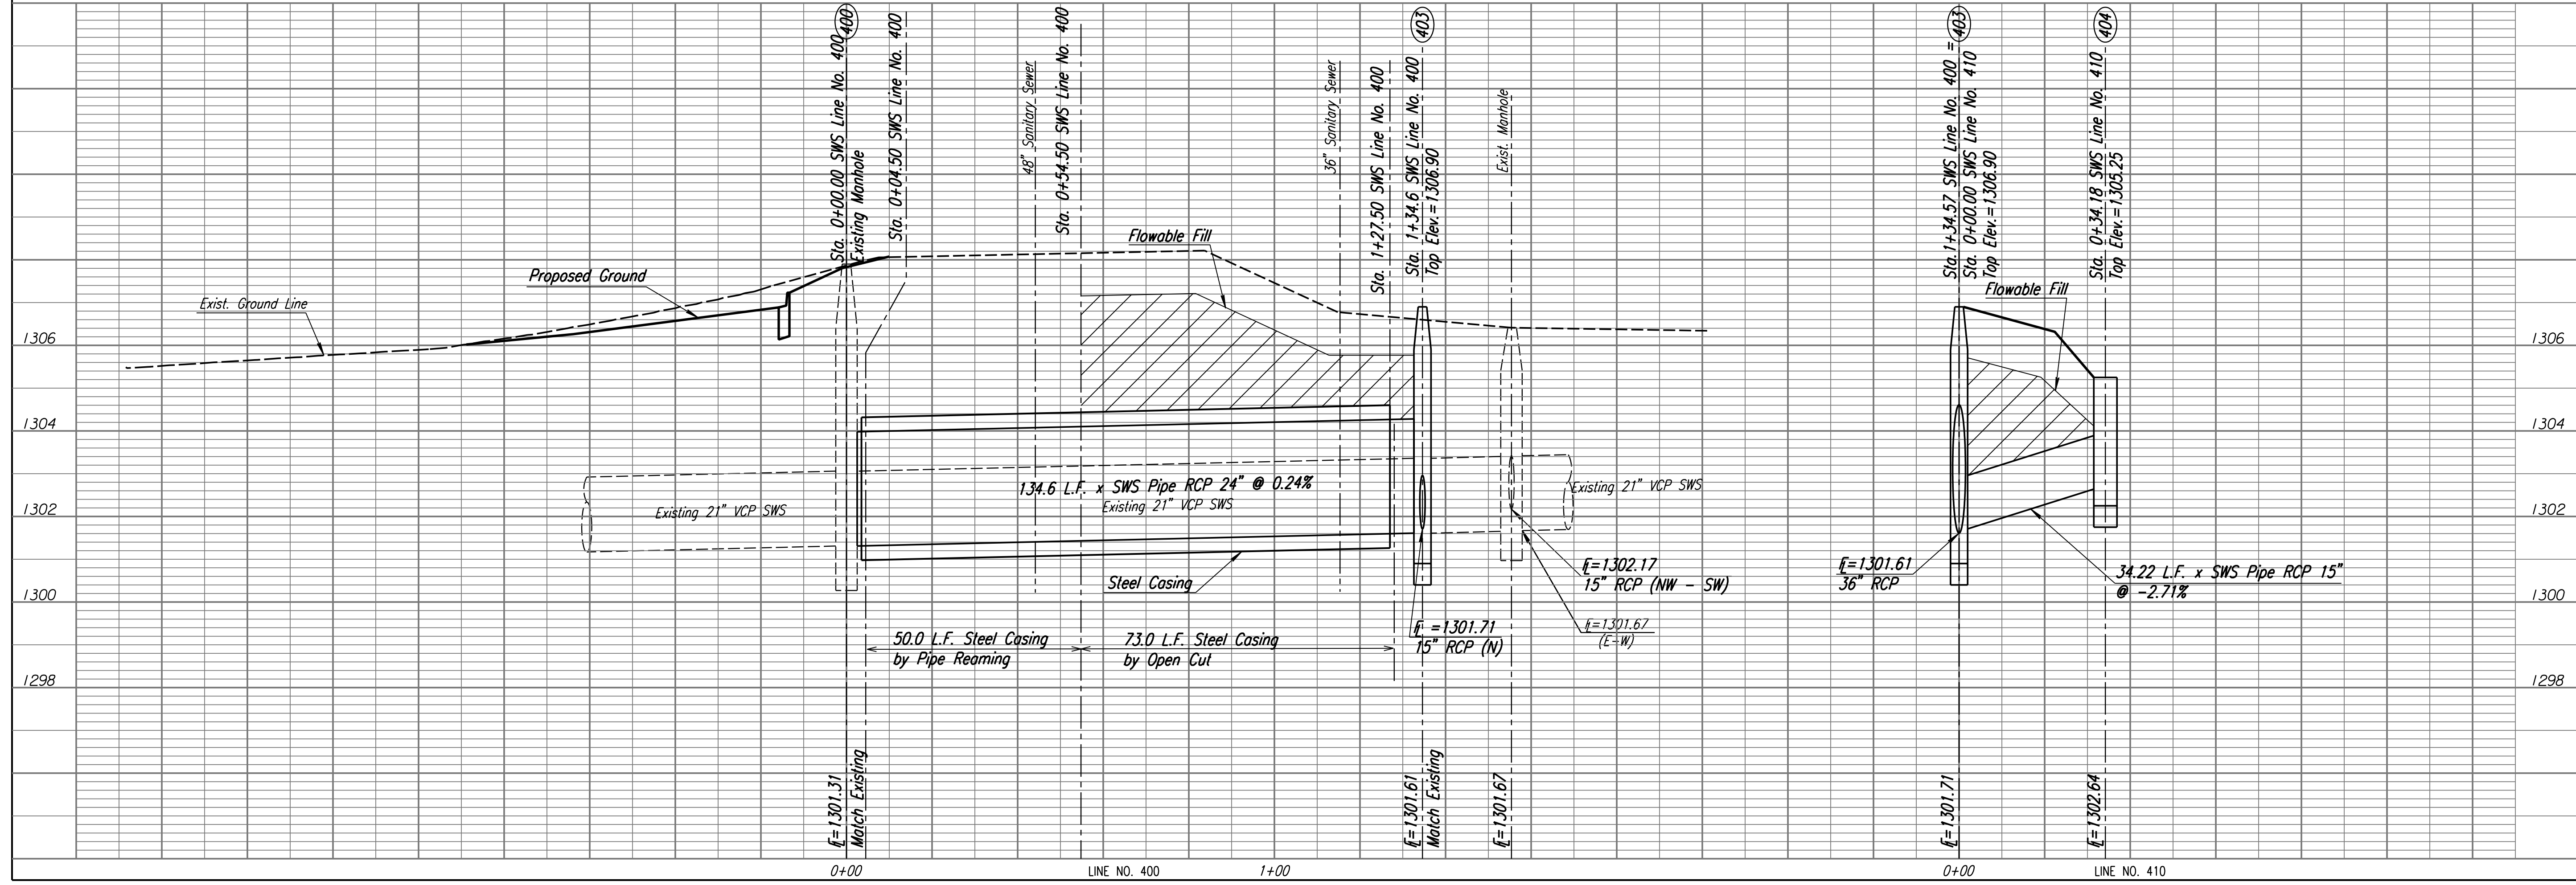 Sta. 0+00.00 SWS Line No. 400
400
Existing Manhole
Sta. 0+04.50 SWS Line No. 400
48" Sanitary Sewer
Sta. 0+54.50 SWS Line No. 400
36" Sanitary Sewer
Sta. 1+27.50 SWS Line No. 400
403
Sta. 1+34.6 SWS Line No. 400
Top Elev.=1306.90
Exist. Manhole
403
Sta.1+34.57 SWS Line No. 400 =
Sta. 0+00.00 SWS Line No. 410
Top Elev.=1306.90
404
Sta. 0+34.18 SWS Line No. 410
Top Elev.=1305.25
Flowable Fill
Proposed Ground
Exist. Ground Line
Flowable Fill
1306
1306
1304
1304
134.6 L.F. x SWS Pipe RCP 24" @ 0.24%
Existing 21" VCP SWS
Existing 21" VCP SWS
Existing 21" VCP SWS
1302
1302
Steel Casing
℄=1302.17
15" RCP (NW - SW)
℄=1301.61
36" RCP
34.22 L.F. x SWS Pipe RCP 15"
@ -2.71%
1300
1300
50.0 L.F. Steel Casing
by Pipe Reaming
73.0 L.F. Steel Casing
by Open Cut
℄ =1301.71
15" RCP (N)
℄=1301.67
(E-W)
1298
1298
℄=1301.31
Match Existing
℄=1301.61
Match Existing
℄=1301.67
℄=1301.71
℄=1302.64
0+00
LINE NO. 400
1+00
0+00
LINE NO. 410